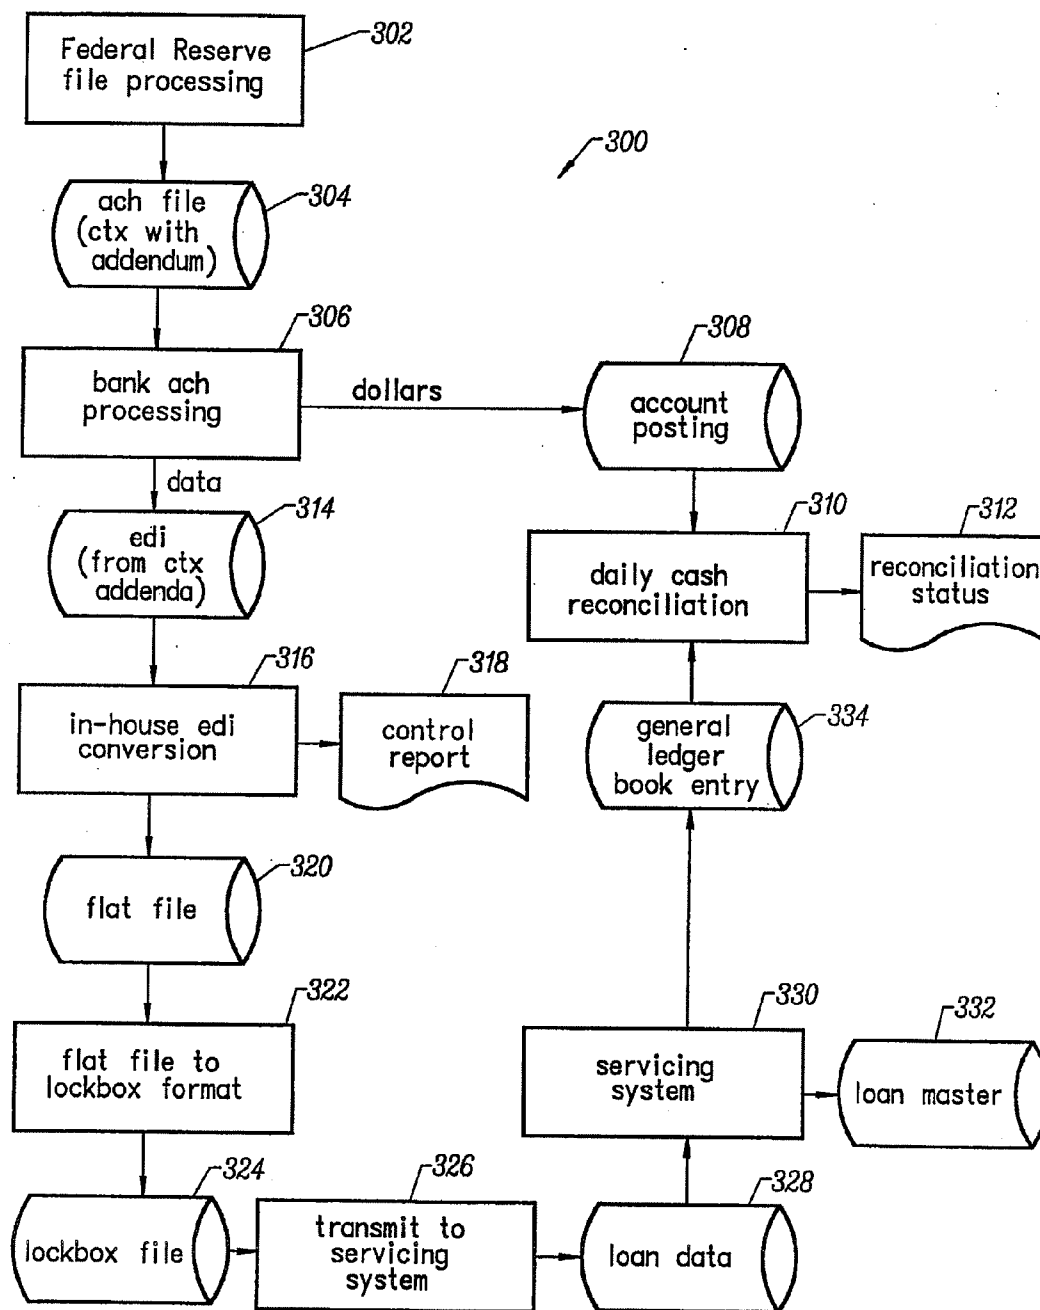 302
Federal Reserve
file processing
300
304
ach file
(ctx with
addendum)
306
bank ach
processing
dollars
308
account
posting
data
314
edi
(from ctx
addenda)
310
daily cash
reconciliation
312
reconciliation
status
316
in-house edi
conversion
318
control
report
334
general
ledger
book entry
320
flat file
322
flat file to
lockbox format
330
servicing
system
332
loan master
324
lockbox file
326
transmit to
servicing
system
328
loan data